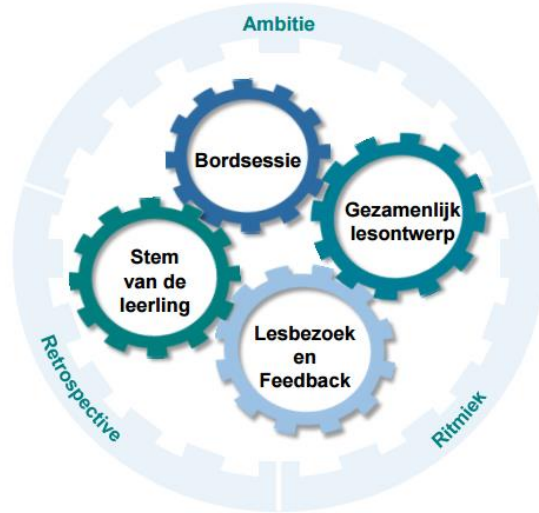 Ambitie
Bordsessie
Gezamenlijk
lesontwerp
Stem
van de
leerling
Lesbezoek
en
Feedback
Retrospective
Ritmiek